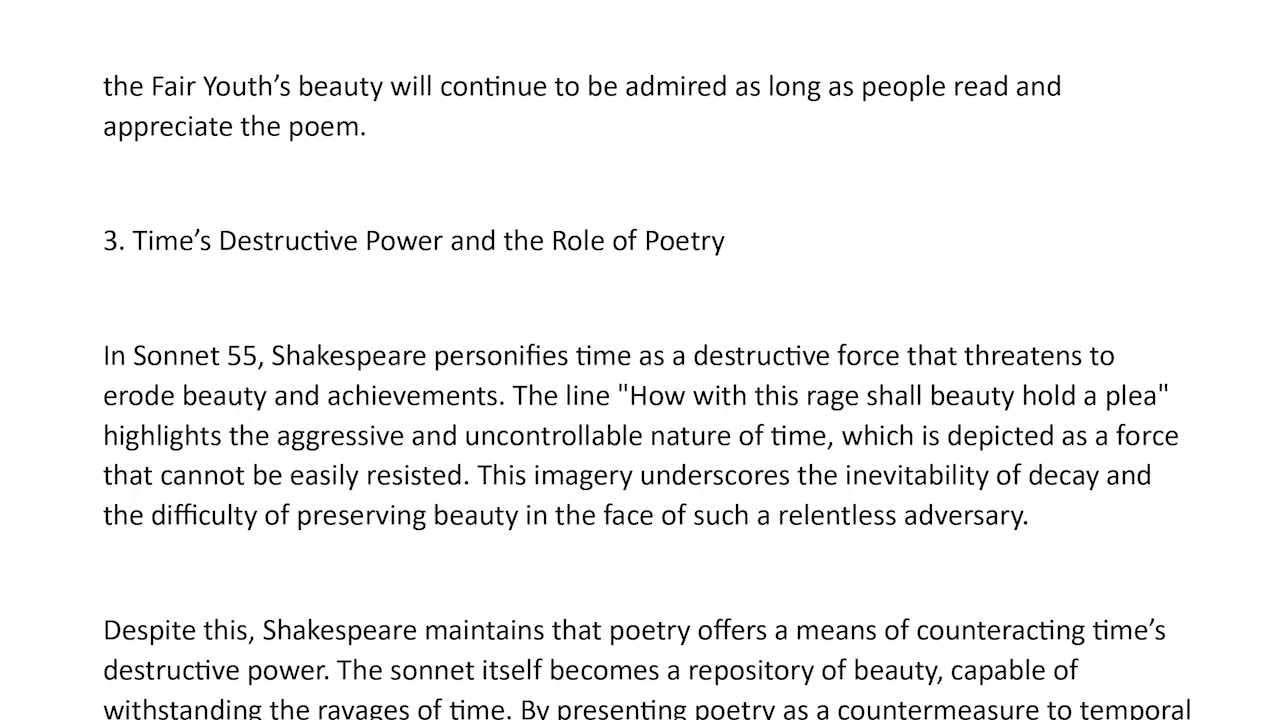 the Fair Youth’s beauty will continue to be admired as long as people read and
appreciate the poem.
3. Time’s Destructive Power and the Role of Poetry
In Sonnet 55, Shakespeare personifies time as a destructive force that threatens to
erode beauty and achievements. The line "How with this rage shall beauty hold a plea"
highlights the aggressive and uncontrollable nature of time, which is depicted as a force
that cannot be easily resisted. This imagery underscores the inevitability of decay and
the difficulty of preserving beauty in the face of such a relentless adversary.
Despite this, Shakespeare maintains that poetry offers a means of counteracting time’s
destructive power. The sonnet itself becomes a repository of beauty, capable of
withstanding the ravages of time. By presenting poetry as a countermeasure to temporal